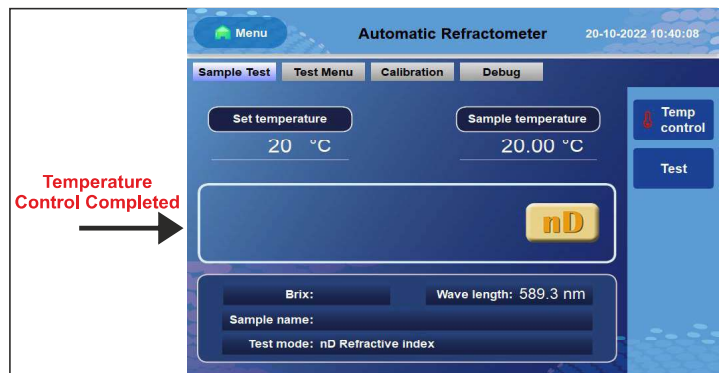 Menu
Automatic Refractometer
20-10-2022 10:40:08
Sample Test
Test Menu
Calibration
Debug
Set temperature
Sample temperature
20 °C
20.00 °C
Temp
control
Test
Temperature
Control Completed
nD
Brix:
Wave length: 589.3 nm
Sample name:
Test mode: nD Refractive index